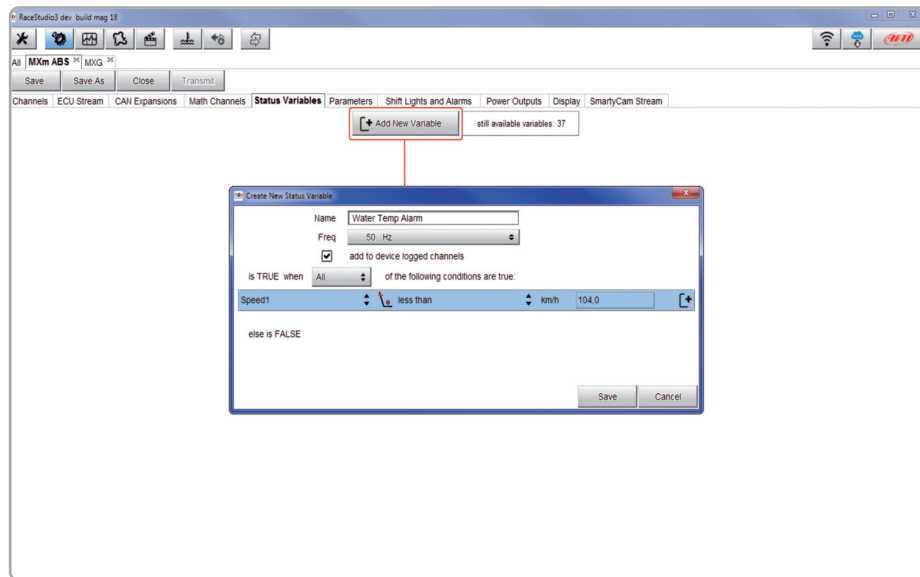 RaceStudio3 dev build mag 18
AiM
All MXm ABS MXG
Save Save As Close Transmit
Channels ECU Stream CAN Expansions Math Channels Status Variables Parameters Shift Lights and Alarms Power Outputs Display SmartyCam Stream
Add New Variable still available variables: 37
Create New Status Variable
Name Water Temp Alarm
Freq 50 Hz
add to device logged channels
is TRUE when All of the following conditions are true:
Speed1 less than km/h 104.0
else is FALSE
Save Cancel